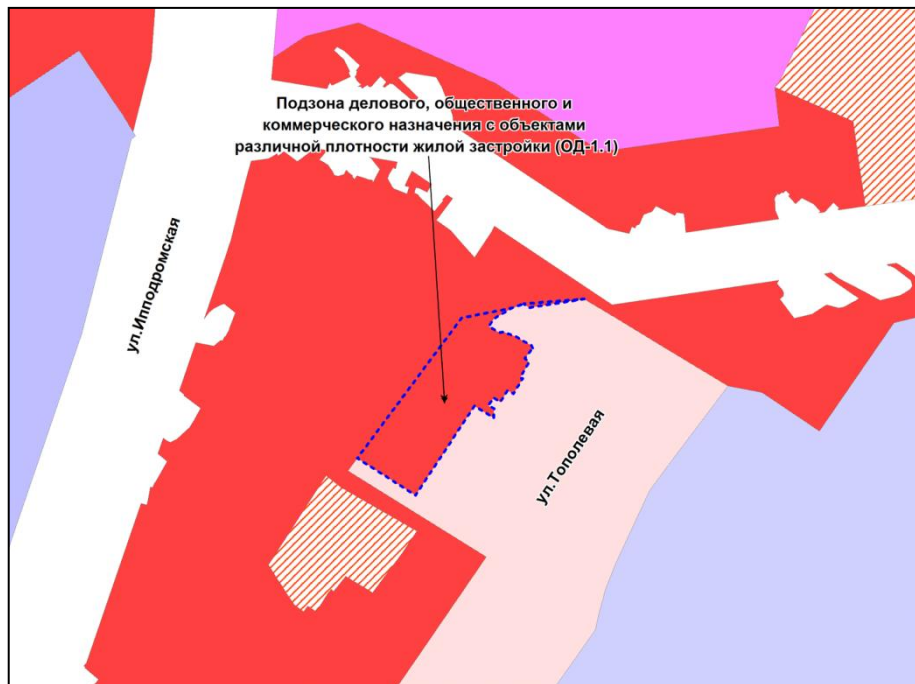 Подзона делового, общественного и
коммерческого назначения с объектами
различной плотности жилой застройки (ОД-1.1)
ул.Ипподромская
ул.Тополевая